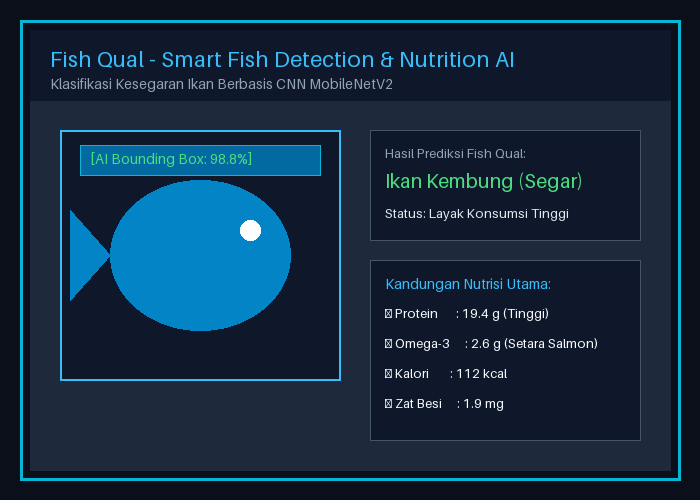 Fish Qual - Smart Fish Detection & Nutrition AI
Klasifikasi Kesegaran Ikan Berbasis CNN MobileNetV2
[AI Bounding Box: 98.8%]
Hasil Prediksi Fish Qual:
Ikan Kembung (Segar)
Status: Layak Konsumsi Tinggi
Kandungan Nutrisi Utama:
Protein : 19.4 g (Tinggi)
Omega-3 : 2.6 g (Setara Salmon)
Kalori : 112 kcal
Zat Besi : 1.9 mg